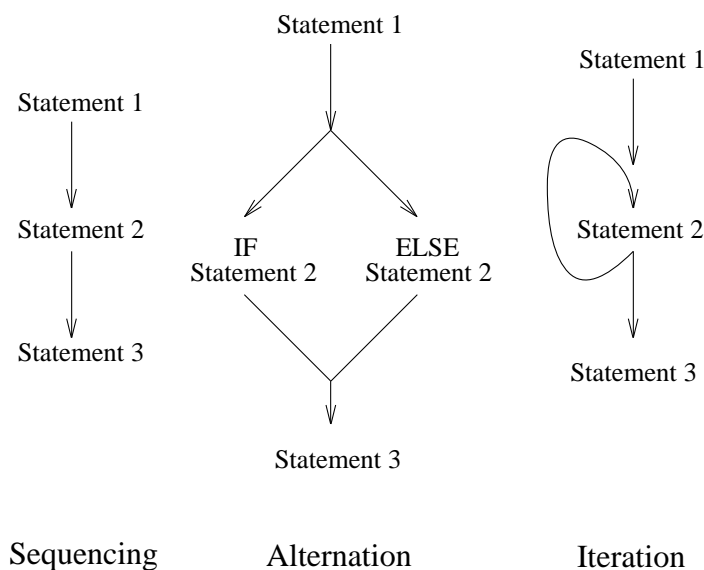 Statement 1
Statement 2
Statement 3
Sequencing
Statement 1
IF
Statement 2
ELSE
Statement 2
Statement 3
Alternation
Statement 1
Statement 2
Statement 3
Iteration